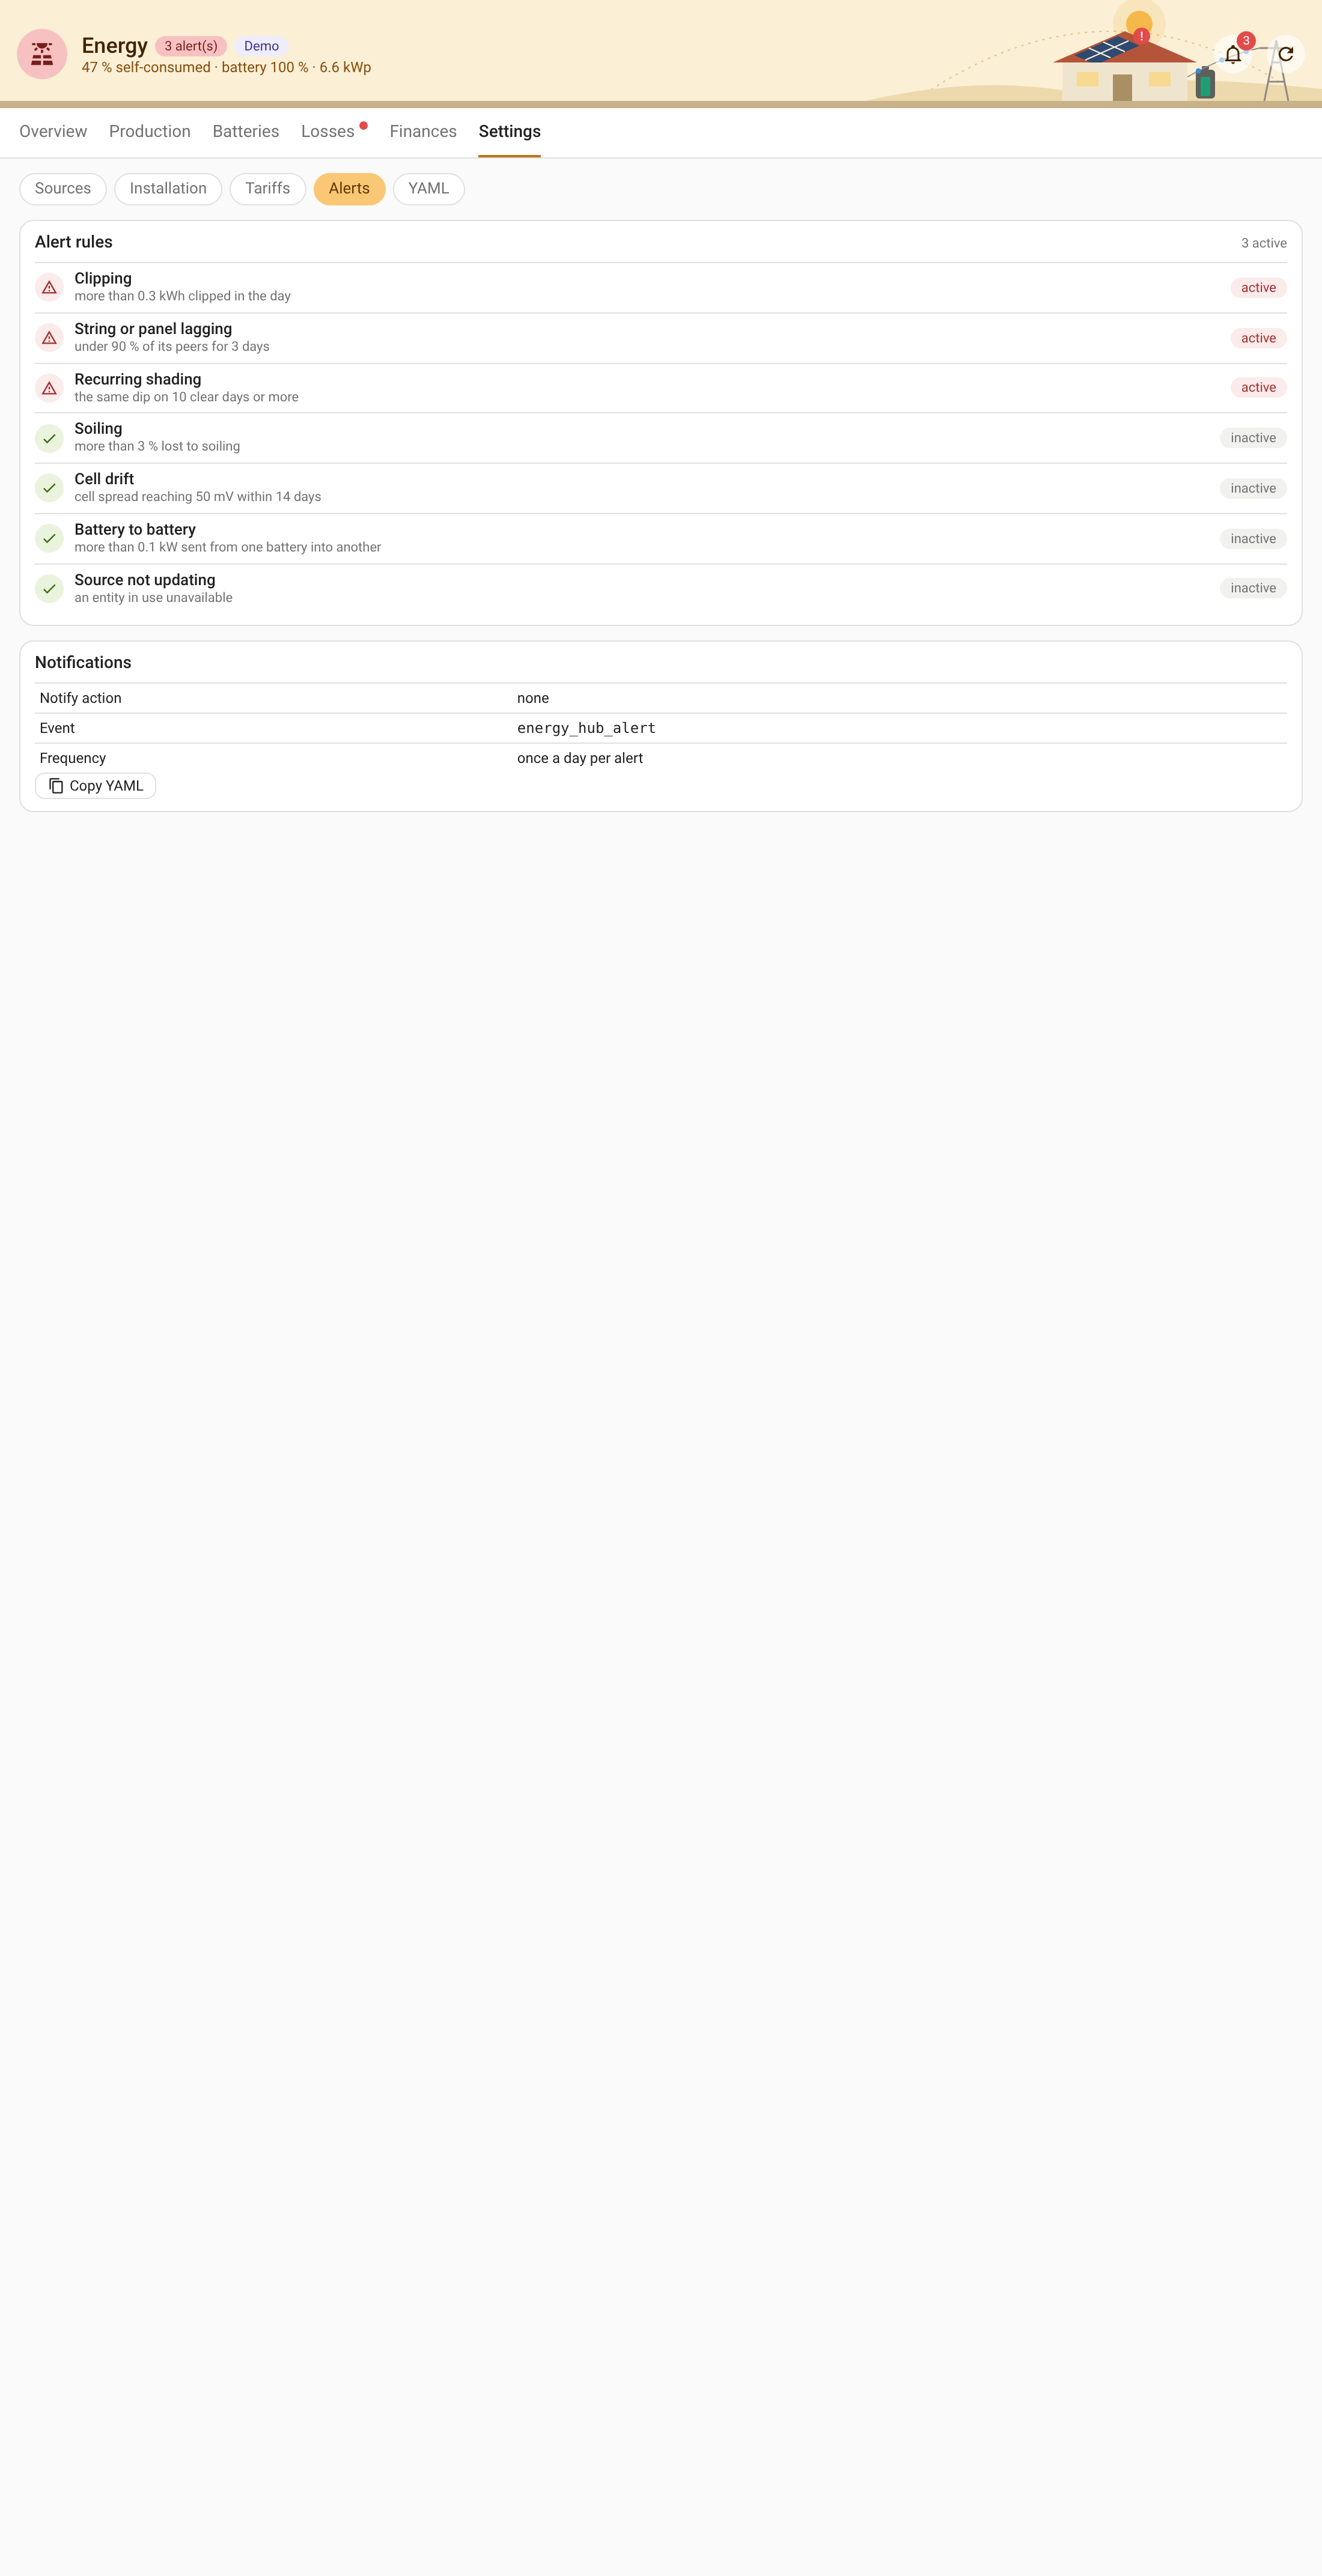 Energy 3 alert(s) Demo
47 % self-consumed · battery 100 % · 6.6 kWp
!
3
Overview Production Batteries Losses Finances Settings
Sources Installation Tariffs Alerts YAML
Alert rules 3 active
Clipping
more than 0.3 kWh clipped in the day
active
String or panel lagging
under 90 % of its peers for 3 days
active
Recurring shading
the same dip on 10 clear days or more
active
Soiling
more than 3 % lost to soiling
inactive
Cell drift
cell spread reaching 50 mV within 14 days
inactive
Battery to battery
more than 0.1 kW sent from one battery into another
inactive
Source not updating
an entity in use unavailable
inactive
Notifications
Notify action none
Event energy_hub_alert
Frequency once a day per alert
Copy YAML